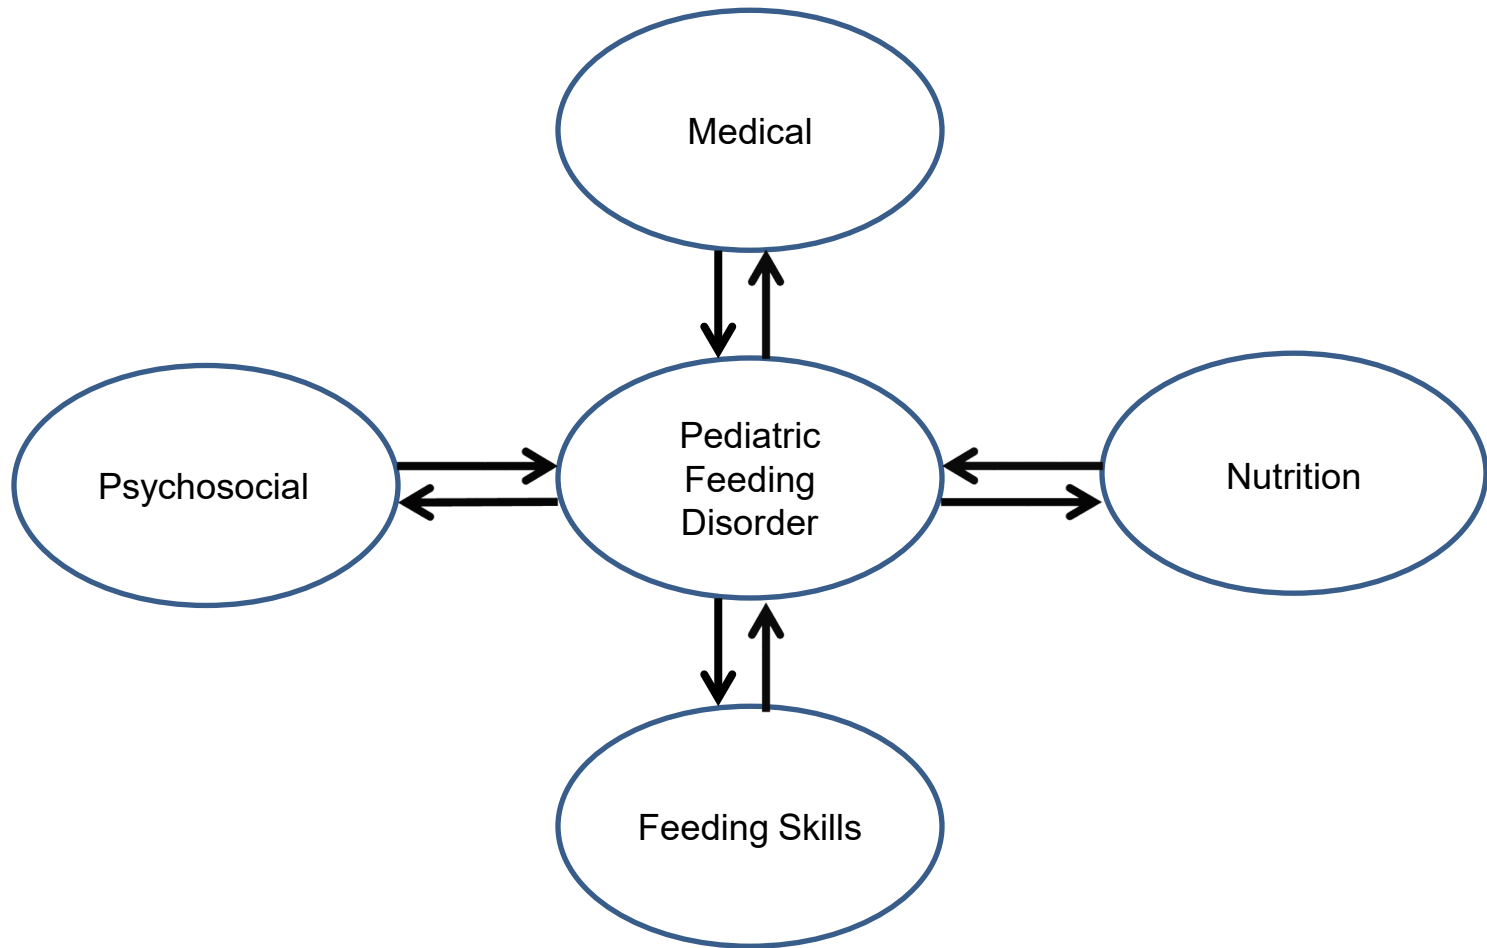 Medical
Psychosocial
Pediatric
Feeding
Disorder
Nutrition
Feeding Skills